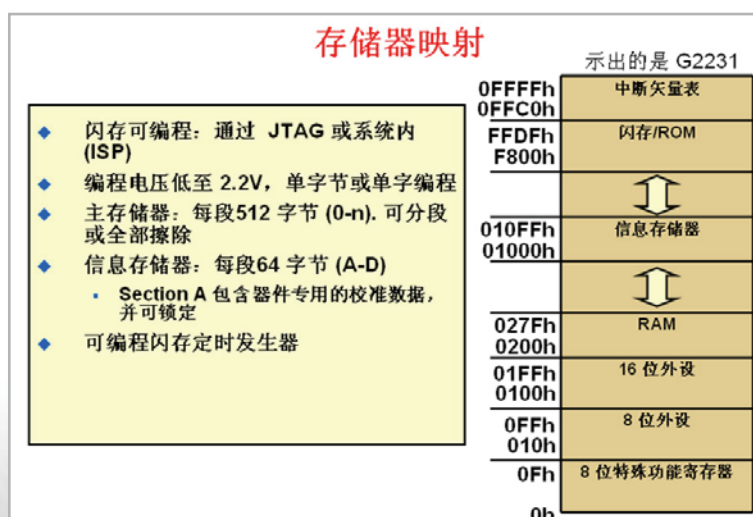 存储器映射
◆ 闪存可编程：通过 JTAG 或系统内
(ISP)
◆ 编程电压低至 2.2V，单字节或单字编程
◆ 主存储器：每段512 字节 (0-n). 可分段
或全部擦除
◆ 信息存储器：每段64 字节 (A-D)
▪ Section A 包含器件专用的校准数据，
并可锁定
◆ 可编程闪存定时发生器
示出的是 G2231
0FFFFh
0FFC0h
中断矢量表
FFDFh
F800h
闪存/ROM
010FFh
01000h
信息存储器
027Fh
0200h
RAM
01FFh
0100h
16 位外设
0FFh
010h
8 位外设
0Fh
0h
8 位特殊功能寄存器